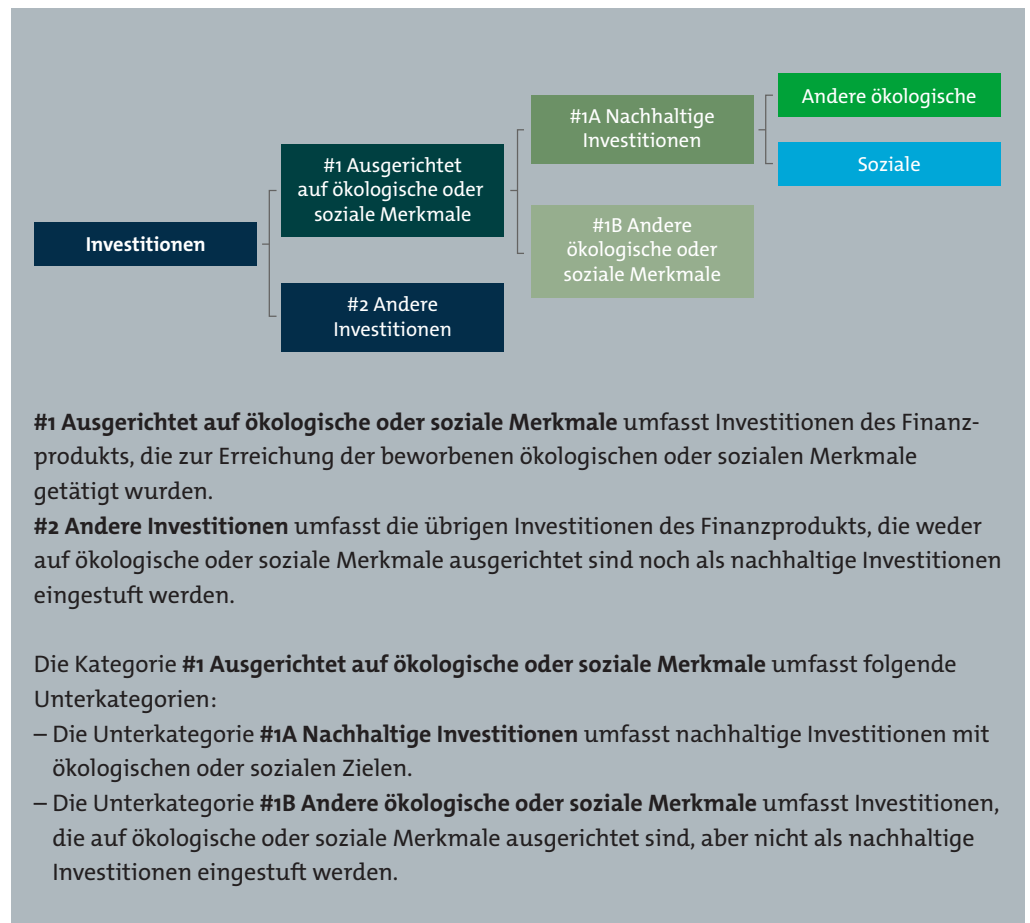 Andere ökologische
#1A Nachhaltige
Investitionen
Soziale
#1 Ausgerichtet
auf ökologische oder
soziale Merkmale
Investitionen
#1B Andere
ökologische oder
soziale Merkmale
#2 Andere
Investitionen
#1 Ausgerichtet auf ökologische oder soziale Merkmale umfasst Investitionen des Finanz-
produkts, die zur Erreichung der beworbenen ökologischen oder sozialen Merkmale
getätigt wurden.
#2 Andere Investitionen umfasst die übrigen Investitionen des Finanzprodukts, die weder
auf ökologische oder soziale Merkmale ausgerichtet sind noch als nachhaltige Investitionen
eingestuft werden.
Die Kategorie #1 Ausgerichtet auf ökologische oder soziale Merkmale umfasst folgende
Unterkategorien:
– Die Unterkategorie #1A Nachhaltige Investitionen umfasst nachhaltige Investitionen mit
ökologischen oder sozialen Zielen.
– Die Unterkategorie #1B Andere ökologische oder soziale Merkmale umfasst Investitionen,
die auf ökologische oder soziale Merkmale ausgerichtet sind, aber nicht als nachhaltige
Investitionen eingestuft werden.